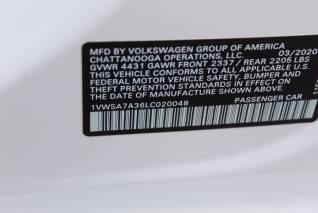 MFD BY VOLKSWAGEN GROUP OF AMERICA
CHATTANOOGA OPERATIONS, LLC. 03/2020
GVWR 4431 GAWR FRONT 2337 / REAR 2205 LBS
THIS VEHICLE CONFORMS TO ALL APPLICABLE
FEDERAL MOTOR VEHICLE SAFETY, BUMPER AND
THEFT PREVENTION STANDARDS IN EFFECT ON
THE DATE OF MANUFACTURE SHOWN ABOVE.
1VWSA7A36LC020048 PASSENGER CAR